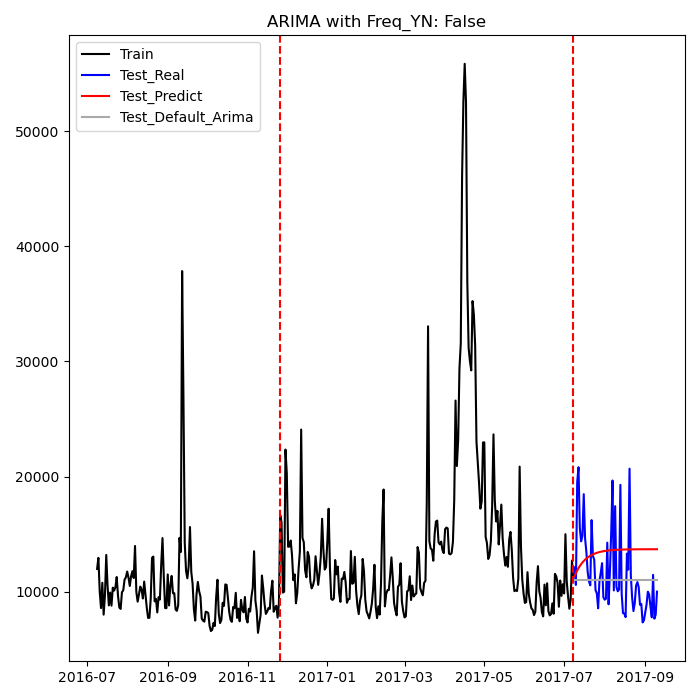 ARIMA with Freq_YN: False
Train
Test_Real
Test_Predict
Test_Default_Arima
50000
40000
30000
20000
10000
2016-07 2016-09 2016-11 2017-01 2017-03 2017-05 2017-07 2017-09